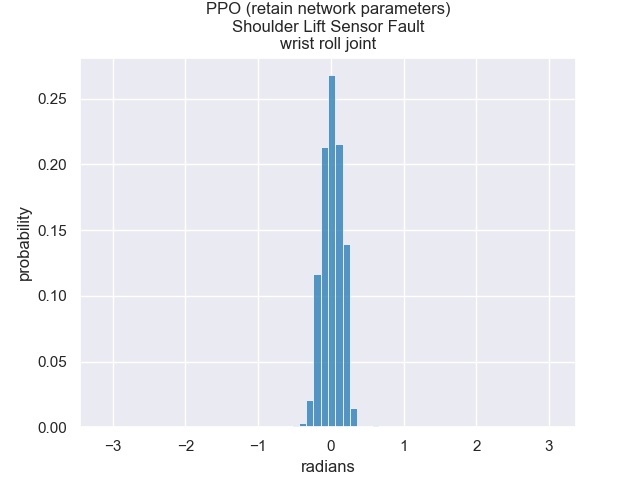 PPO (retain network parameters)
Shoulder Lift Sensor Fault
wrist roll joint
0.25
0.20
0.15
0.10
0.05
0.00
probability
−3 −2 −1 0 1 2 3
radians